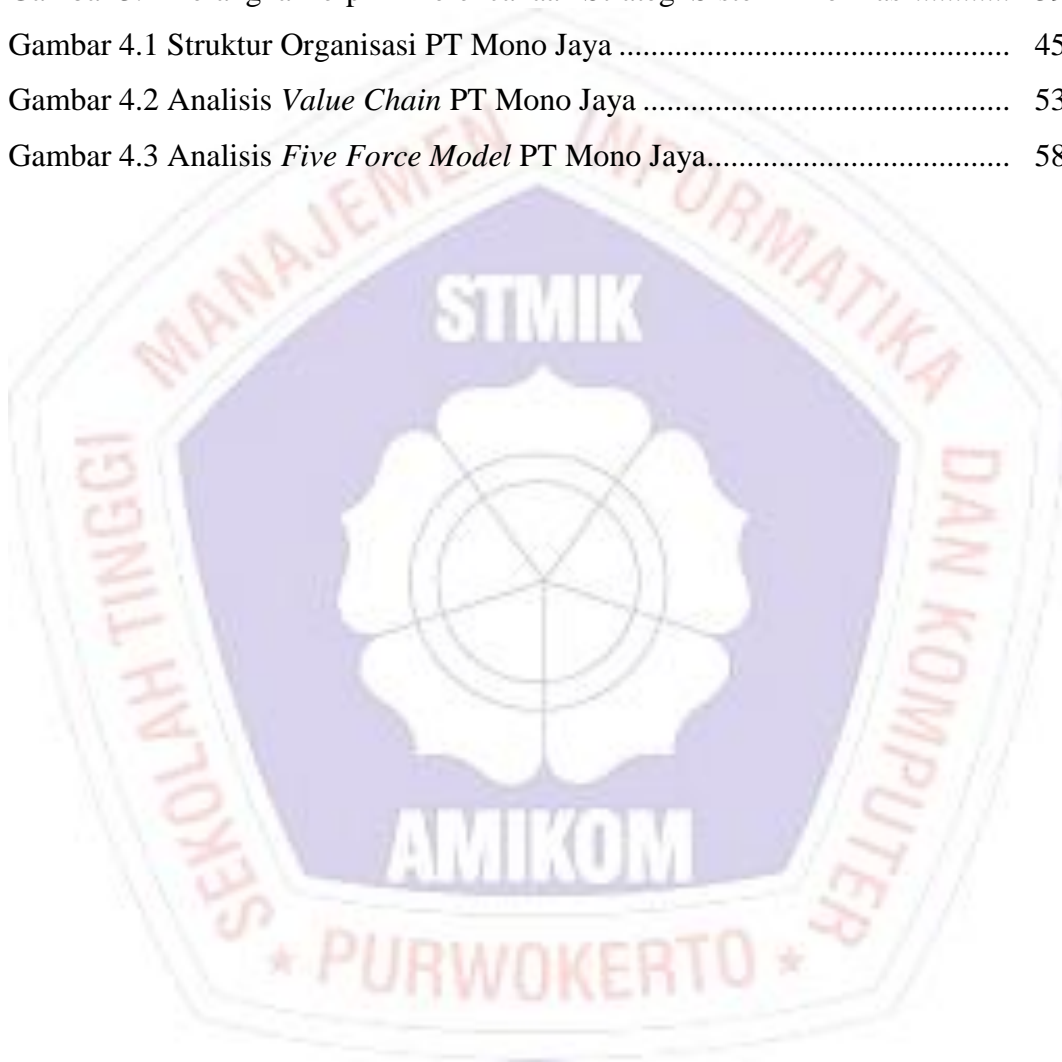 Gambar 4.1 Struktur Organisasi PT Mono Jaya ........................................ 45
Gambar 4.2 Analisis Value Chain PT Mono Jaya ..................................... 53
Gambar 4.3 Analisis Five Force Model PT Mono Jaya.............................. 58
SEKOLAH TINGGI MANAJEMEN INFORMATIKA DAN KOMPUTER
STMIK
AMIKOM
* PURWOKERTO *